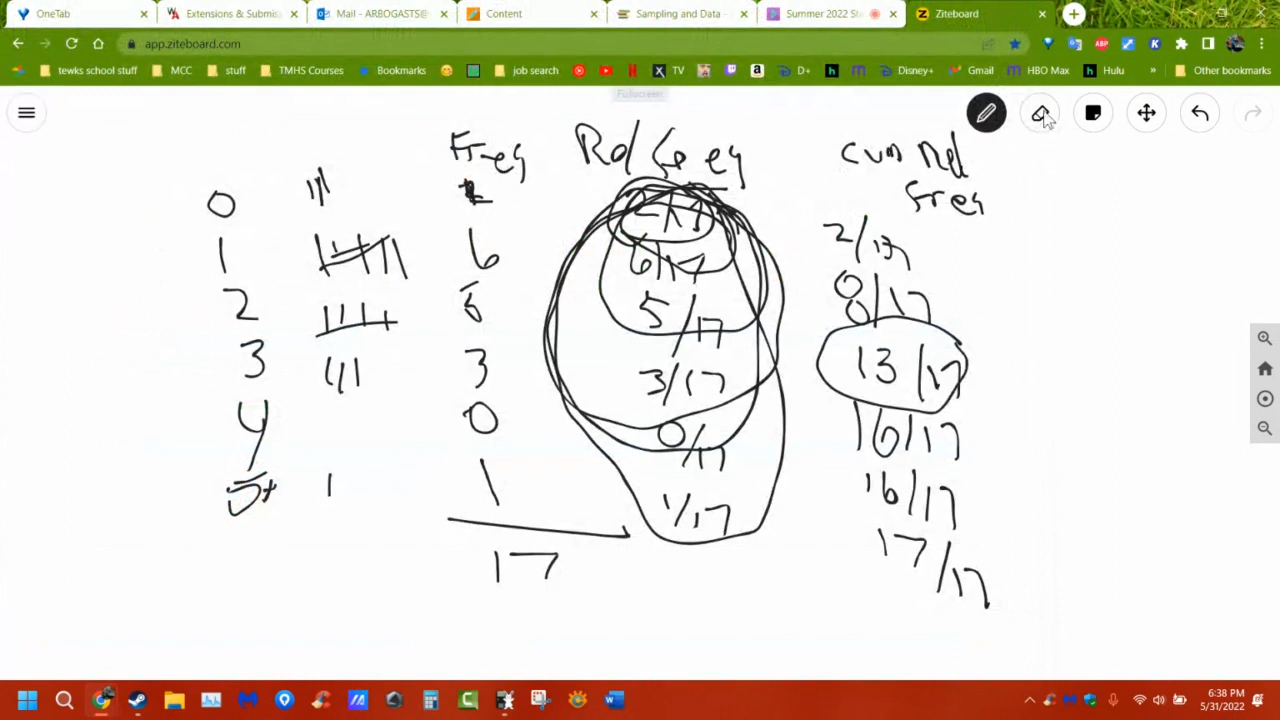 OneTab
Extensions & Submis
Mail - ARBOGASTS@
Content
Sampling and Data -
Summer 2022 St
Ziteboard
app.ziteboard.com
tewks school stuff
MCC
stuff
TMHS Courses
Bookmarks
job search
TV
D+
Disney+
Gmail
HBO Max
Hulu
Other bookmarks
Fullscreen
Freq Rel Freq Cum Rel
Freq
0 2/17
1 6 6/17 8/17
2 5 5/17 13/17
3 3 3/17 16/17
4 0 0/17 16/17
5+ 1 1/17 17/17
17
6:38 PM
5/31/2022